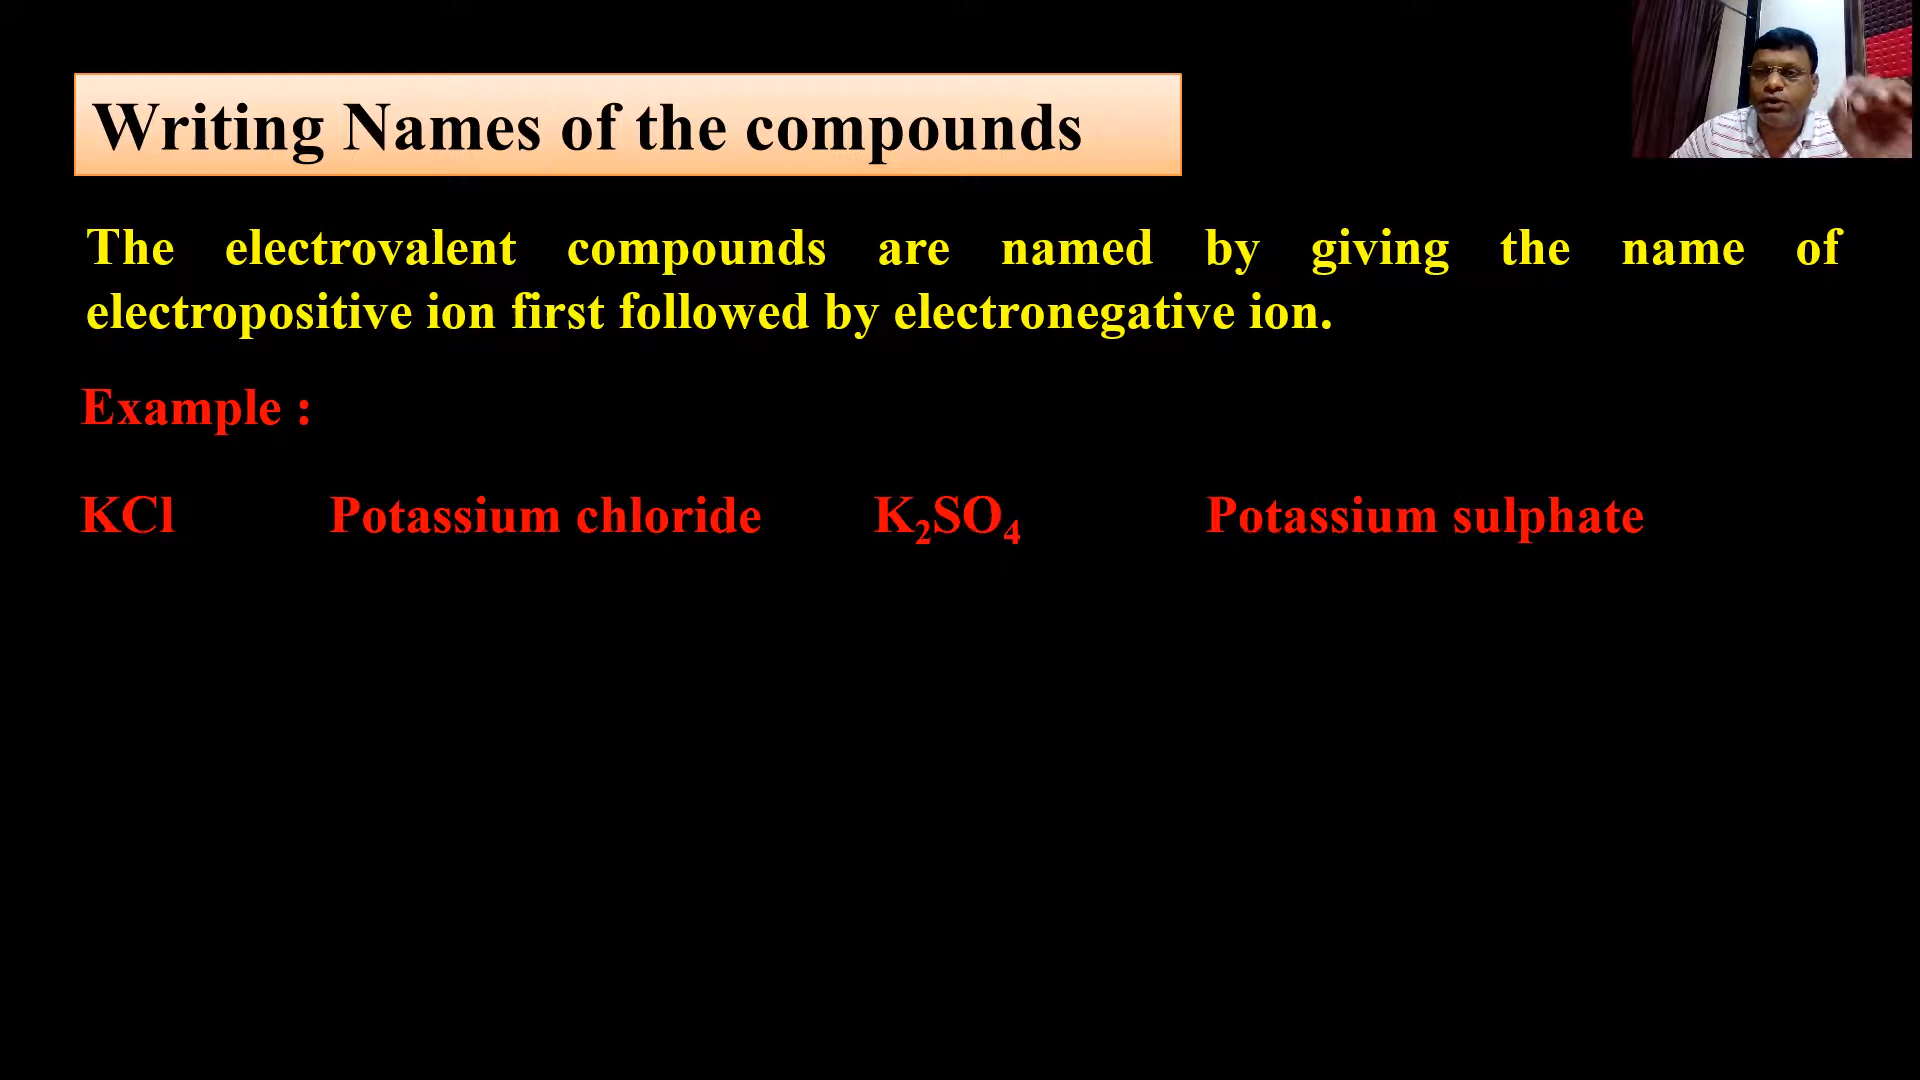 Writing Names of the compounds
The electrovalent compounds are named by giving the name of
electropositive ion first followed by electronegative ion.
Example :
KCl Potassium chloride K₂SO₄ Potassium sulphate